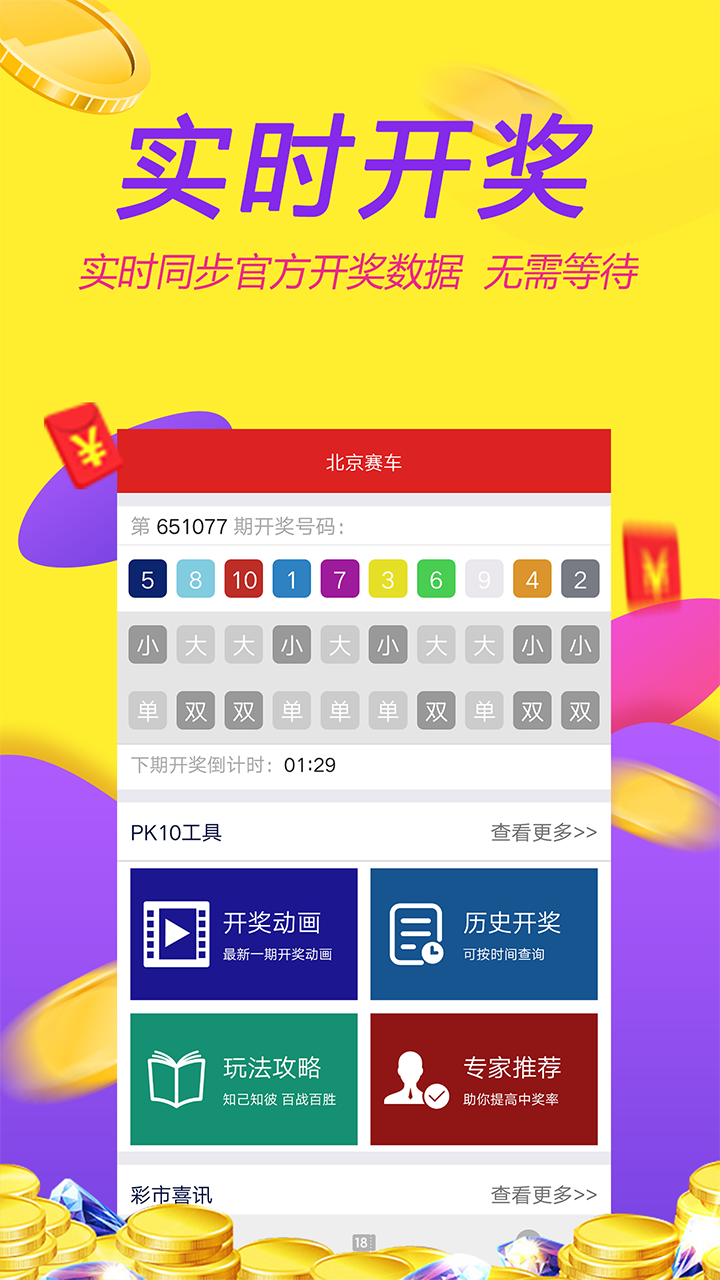 实时开奖
实时同步官方开奖数据 无需等待
北京赛车
第 651077 期开奖号码：
5 8 10 1 7 3 6 9 4 2
小 大 大 小 大 小 大 大 小 小
单 双 双 单 单 单 双 单 双 双
下期开奖倒计时：01:29
PK10工具 查看更多>>
开奖动画
最新一期开奖动画
历史开奖
可按时间查询
玩法攻略
知己知彼 百战百胜
专家推荐
助你提高中奖率
彩市喜讯 查看更多>>
18